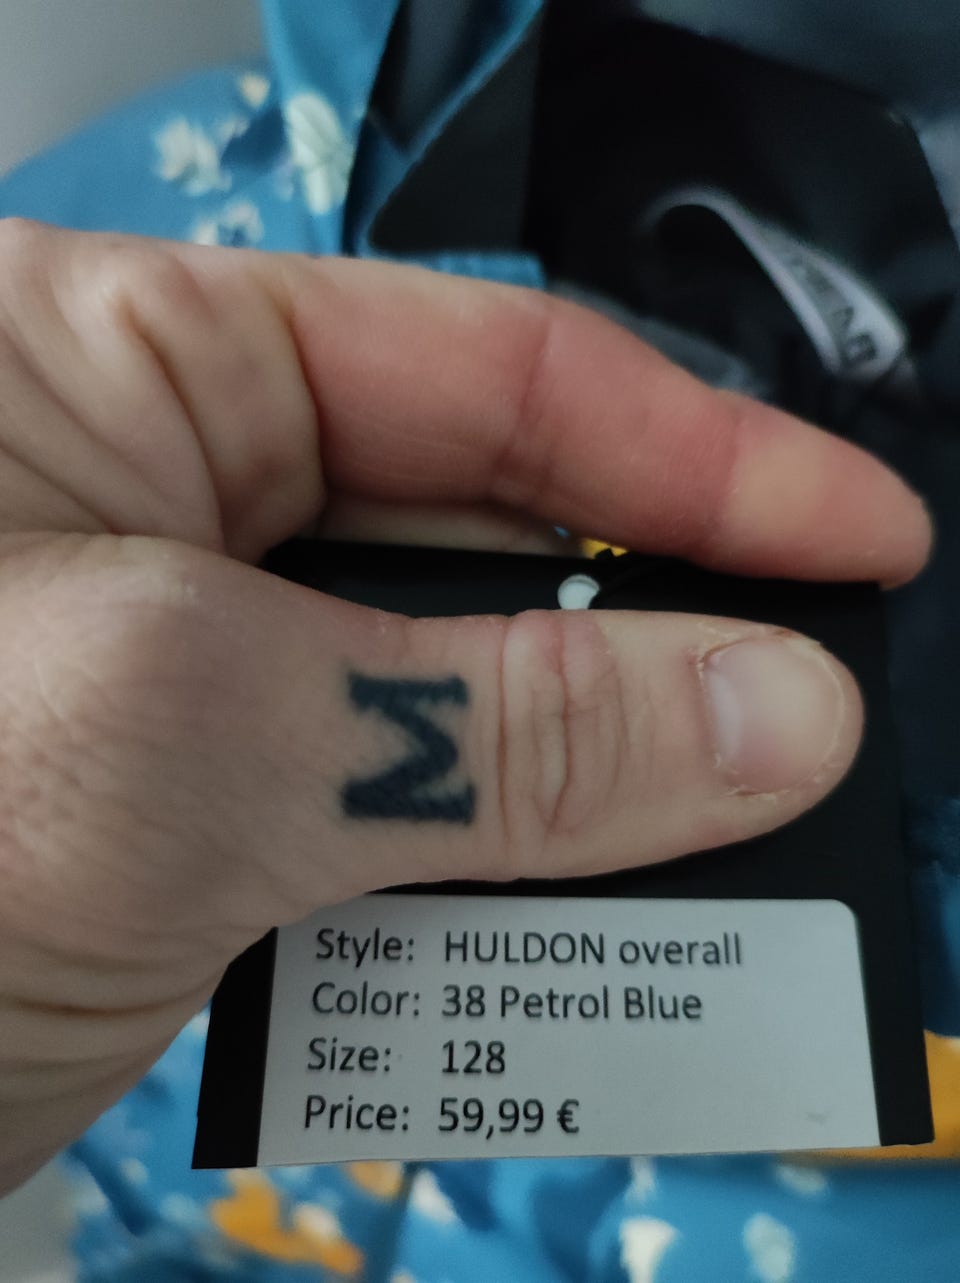 M
Style: HULDON overall
Color: 38 Petrol Blue
Size: 128
Price: 59,99 €